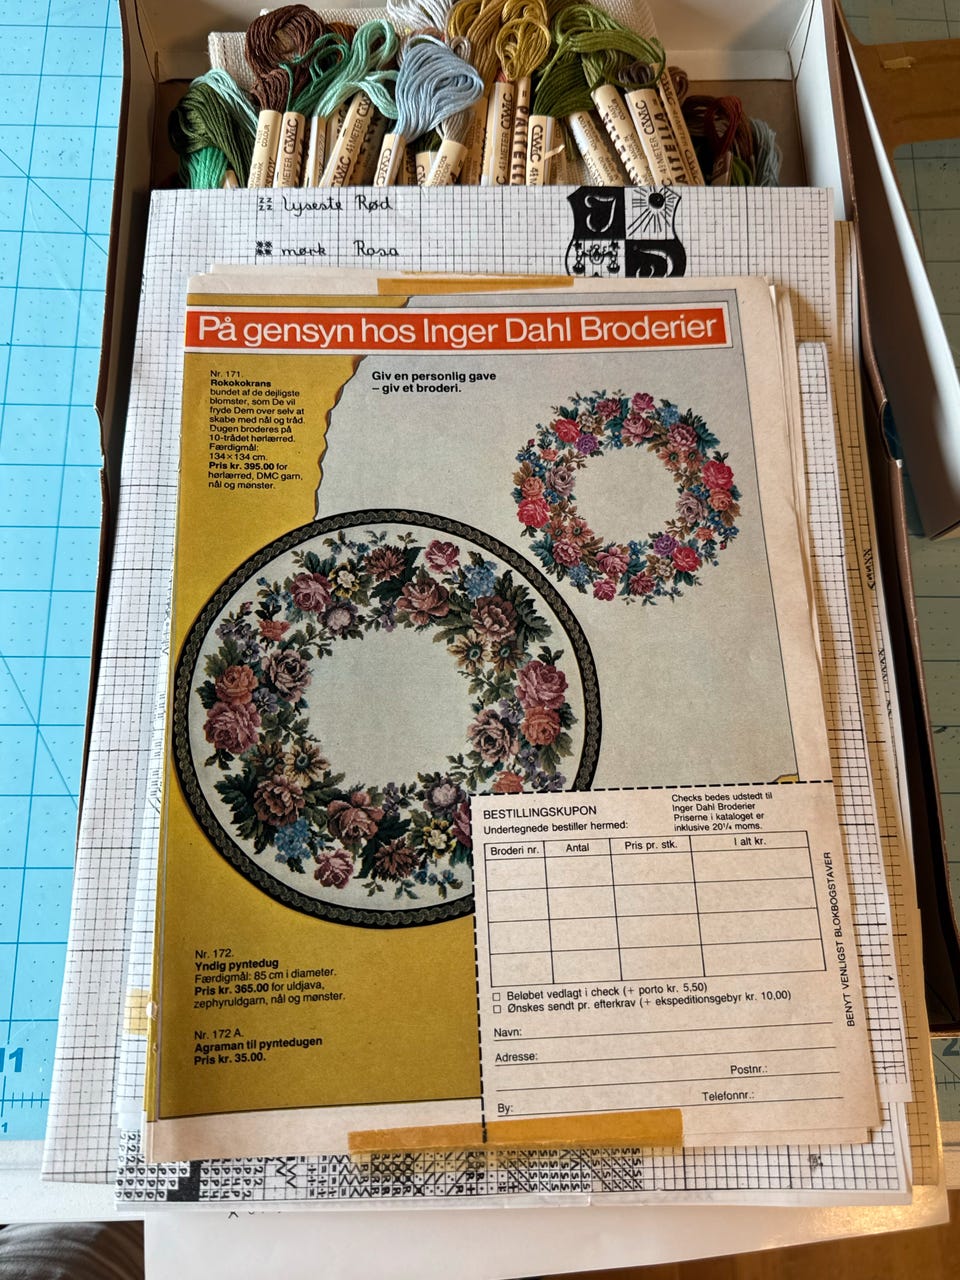 lyseste Rød
mørk Rosa
På gensyn hos Inger Dahl Broderier
Nr. 171.
Rokokokrans
bundet af de dejligste
blomster, som De vil
fryde Dem over selv at
skabe med nål og tråd.
Dugen broderes på
10-trådet hørlærred.
Færdigmål:
134×134 cm.
Pris kr. 395.00 for
hørlærred, DMC garn,
nål og mønster.
Giv en personlig gave
– giv et broderi.
Nr. 172.
Yndig pyntedug
Færdigmål: 85 cm i diameter.
Pris kr. 365.00 for uldjava,
zephyruldgarn, nål og mønster.
Nr. 172 A.
Agraman til pyntedugen
Pris kr. 35.00.
BESTILLINGSKUPON
Undertegnede bestiller hermed:
Checks bedes udstedt til
Inger Dahl Broderier
Priserne i kataloget er
inklusive 20¼ moms.
Broderi nr. Antal Pris pr. stk. I alt kr.
Beløbet vedlagt i check (+ porto kr. 5,50)
Ønskes sendt pr. efterkrav (+ ekspeditionsgebyr kr. 10,00)
Navn:
Adresse:
Postnr.:
By: Telefonnr.:
BENYT VENLIGST BLOKBOGSTAVER
11